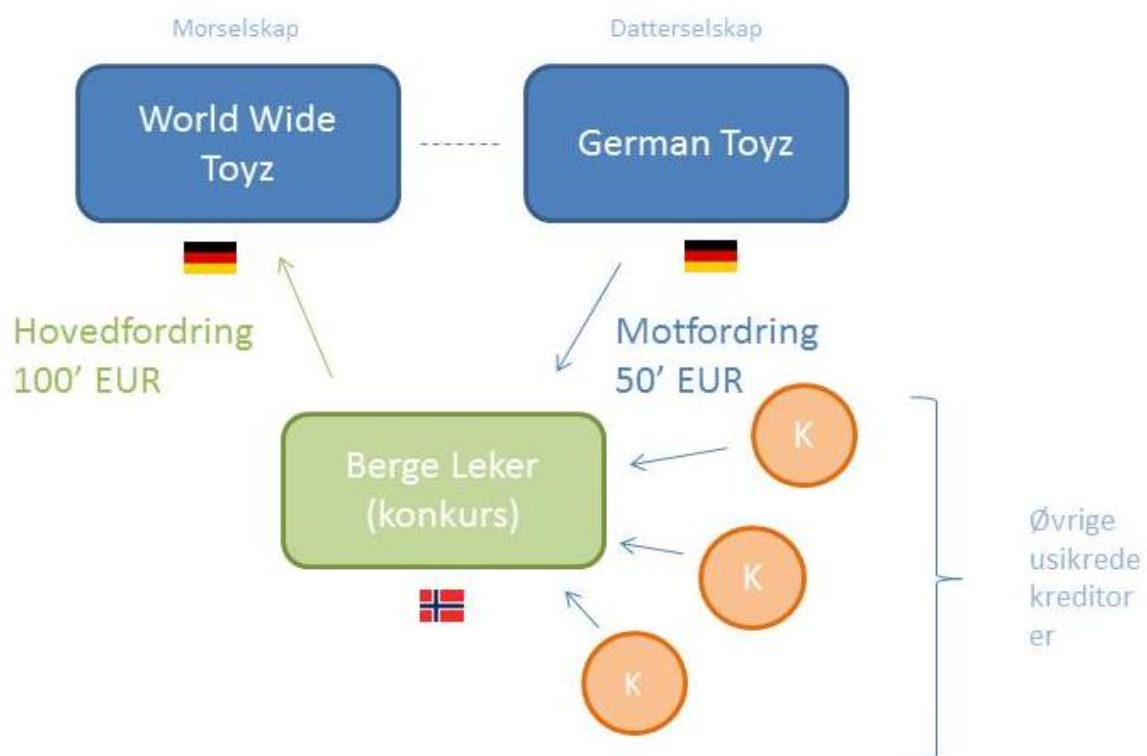 Morselskap
Datterselskap
World Wide
Toyz
German Toyz
Hovedfordring
100' EUR
Motfordring
50' EUR
K
Berge Leker
(konkurs)
K
K
Øvrige
usikrede
kreditor
er